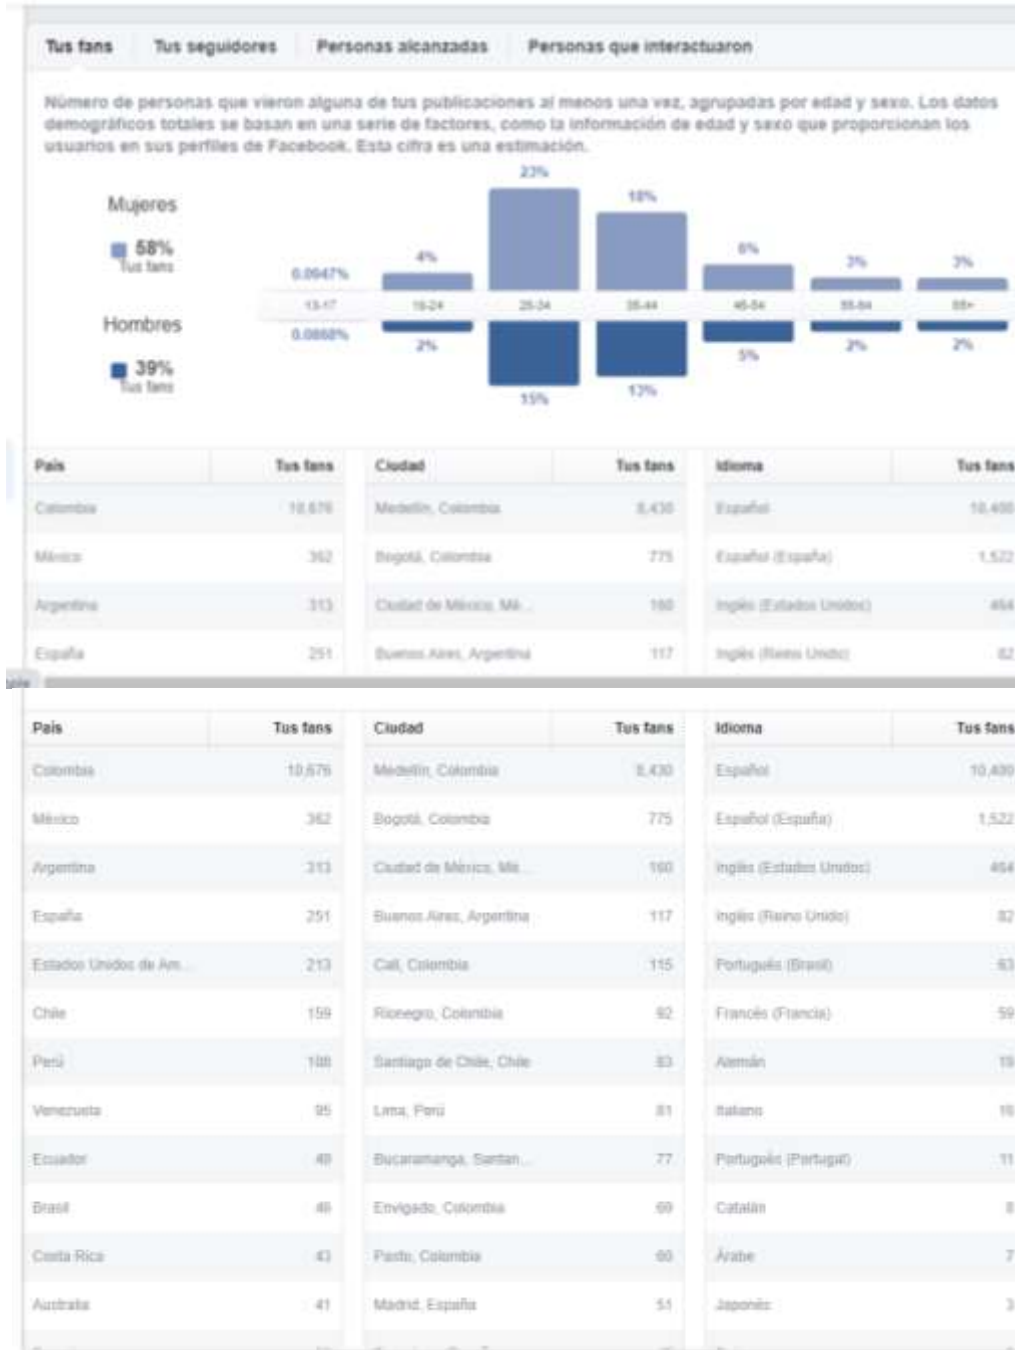 Tus fans Tus seguidores Personas alcanzadas Personas que interactuaron
Número de personas que vieron alguna de tus publicaciones al menos una vez, agrupadas por edad y sexo. Los datos
demográficos totales se basan en una serie de factores, como la información de edad y sexo que proporcionan los
usuarios en sus perfiles de Facebook. Esta cifra es una estimación.
Mujeres
58%
Tus fans
0.0947% 4% 23% 18% 6% 3% 3%
13-17 18-24 25-34 35-44 45-54 55-64 65+
Hombres
39%
Tus fans
0.0868% 2% 15% 13% 5% 2% 2%
País Tus fans Ciudad Tus fans Idioma Tus fans
Colombia 10,676 Medellín, Colombia 8,430 Español 10,400
México 362 Bogotá, Colombia 775 Español (España) 1,522
Argentina 313 Ciudad de México, Mé... 160 Inglés (Estados Unidos) 464
España 251 Buenos Aires, Argentina 117 Inglés (Reino Unido) 82
País Tus fans Ciudad Tus fans Idioma Tus fans
Colombia 10,676 Medellín, Colombia 8,430 Español 10,400
México 362 Bogotá, Colombia 775 Español (España) 1,522
Argentina 313 Ciudad de México, Mé... 160 Inglés (Estados Unidos) 464
España 251 Buenos Aires, Argentina 117 Inglés (Reino Unido) 82
Estados Unidos de Am... 213 Cali, Colombia 115 Portugués (Brasil) 63
Chile 159 Rionegro, Colombia 92 Francés (Francia) 59
Perú Santiago de Chile, Chile 83 Alemán 19
Venezuela 95 Lima, Perú 81 Italiano
Ecuador Bucaramanga, Santan... 77 Portugués (Portugal) 11
Brasil 46 Envigado, Colombia 69 Catalán 8
Costa Rica 43 Pasto, Colombia 60 Árabe 7
Australia 41 Madrid, España 51 Japonés 3